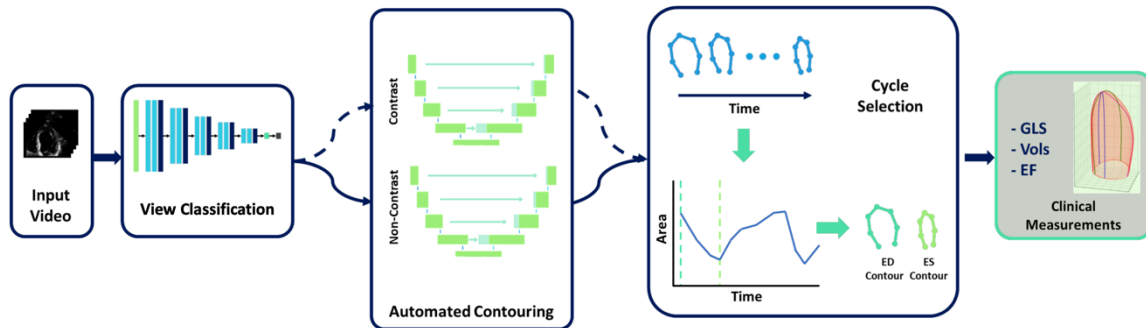 Input
Video
View Classification
Contrast
Non-Contrast
Automated Contouring
Time
Cycle
Selection
Area
Time
ED
Contour
ES
Contour
- GLS
- Vols
- EF
Clinical
Measurements